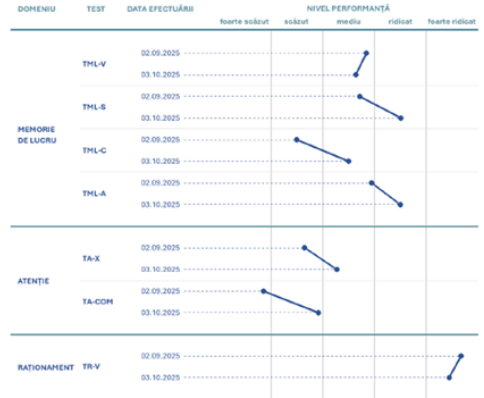 DOMENIU TEST DATA EFECTUĂRII NIVEL PERFORMANȚĂ
foarte scăzut scăzut mediu ridicat foarte ridicat
TML-V 02.09.2025
03.10.2025
TML-S 02.09.2025
03.10.2025
MEMORIE DE LUCRU
TML-C 02.09.2025
03.10.2025
TML-A 02.09.2025
03.10.2025
ATENȚIE
TA-X 02.09.2025
03.10.2025
TA-COM 02.09.2025
03.10.2025
RAȚIONAMENT TR-V 02.09.2025
03.10.2025